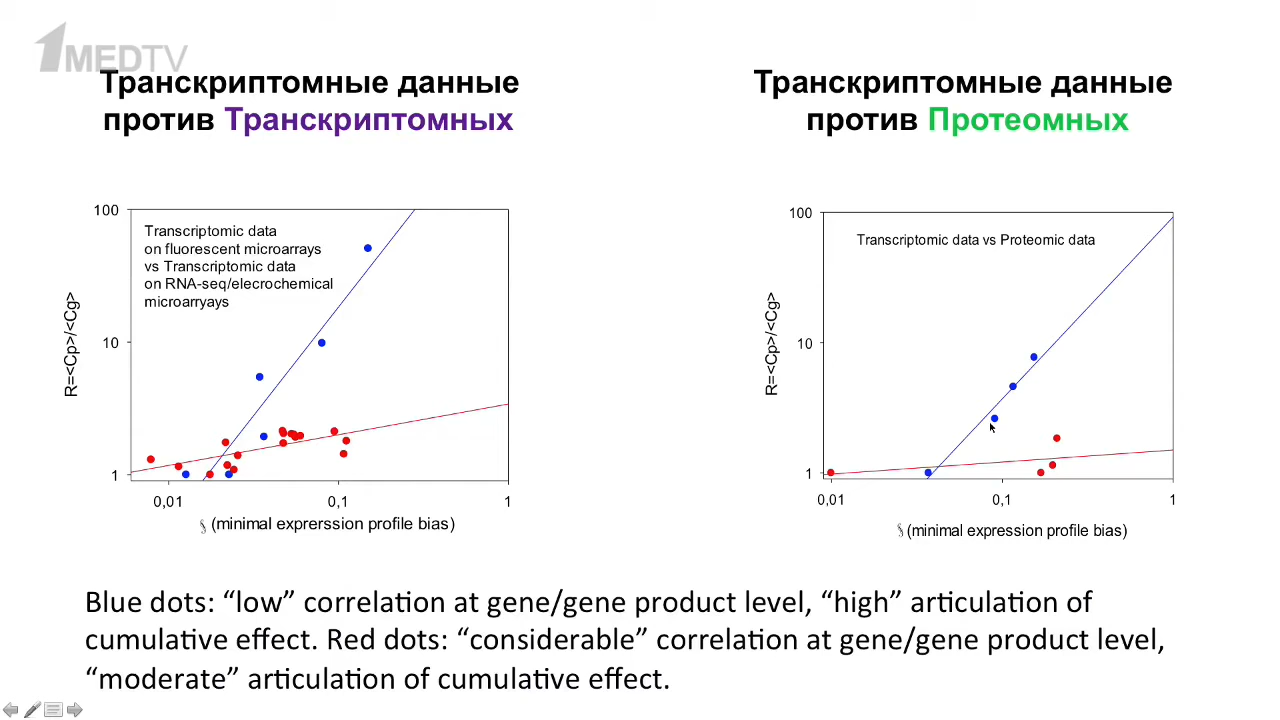 1MEDTV
Транскриптомные данные
против Транскриптомных
Транскриптомные данные
против Протеомных
100
10
1
R=<Cp>/<Cg>
Transcriptomic data
on fluorescent microarrays
vs Transcriptomic data
on RNA-seq/elecrochemical
microarryays
0,01
0,1
1
§ (minimal exprerssion profile bias)
100
10
1
R=<Cp>/<Cg>
Transcriptomic data vs Proteomic data
0,01
0,1
1
§ (minimal expression profile bias)
Blue dots: “low” correlation at gene/gene product level, “high” articulation of
cumulative effect. Red dots: “considerable” correlation at gene/gene product level,
“moderate” articulation of cumulative effect.